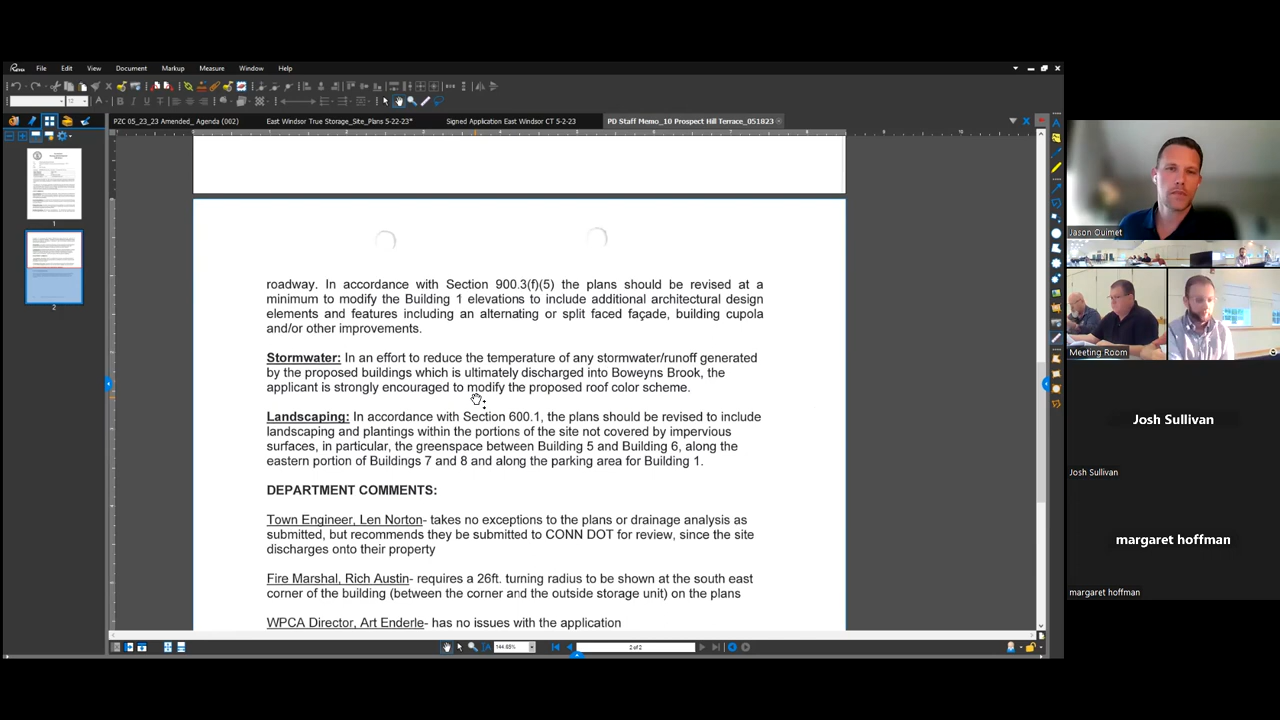 Revu
File Edit View Document Markup Measure Window Help
PZC 05_23_23 Amended_ Agenda (002) East Windsor True Storage_Site_Plans 5-22-23* Signed Application East Windsor CT 5-22-23 PD Staff Memo_10 Prospect Hill Terrace_051823
1
2
roadway. In accordance with Section 900.3(f)(5) the plans should be revised at a
minimum to modify the Building 1 elevations to include additional architectural design
elements and features including an alternating or split faced façade, building cupola
and/or other improvements.
Stormwater: In an effort to reduce the temperature of any stormwater/runoff generated
by the proposed buildings which is ultimately discharged into Boweyns Brook, the
applicant is strongly encouraged to modify the proposed roof color scheme.
Landscaping: In accordance with Section 600.1, the plans should be revised to include
landscaping and plantings within the portions of the site not covered by impervious
surfaces, in particular, the greenspace between Building 5 and Building 6, along the
eastern portion of Buildings 7 and 8 and along the parking area for Building 1.
DEPARTMENT COMMENTS:
Town Engineer, Len Norton- takes no exceptions to the plans or drainage analysis as
submitted, but recommends they be submitted to CONN DOT for review, since the site
discharges onto their property
Fire Marshal, Rich Austin- requires a 26ft. turning radius to be shown at the south east
corner of the building (between the corner and the outside storage unit) on the plans
WPCA Director, Art Enderle- has no issues with the application
144.65% 2 of 2
Jason Ouimet
Meeting Room
Josh Sullivan
Josh Sullivan
margaret hoffman
margaret hoffman